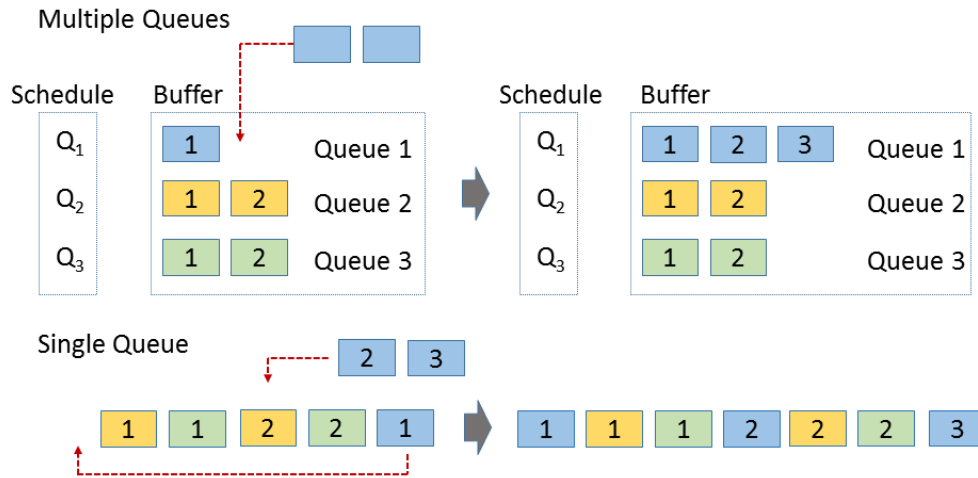 Multiple Queues
Schedule Buffer Schedule Buffer
Q1 1 Queue 1 Q1 1 2 3 Queue 1
Q2 1 2 Queue 2 Q2 1 2 Queue 2
Q3 1 2 Queue 3 Q3 1 2 Queue 3
Single Queue
2 3
1 1 2 2 1 1 1 1 2 2 2 3